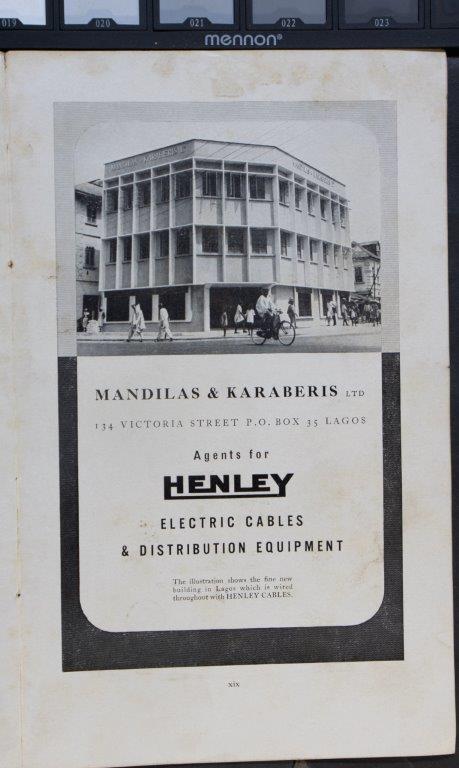 019 020 021 022 023
mennon®
MANDILAS & KARABERIS
MANDILAS & KARABERIS LTD
134 VICTORIA STREET P.O. BOX 35 LAGOS
Agents for
HENLEY
ELECTRIC CABLES
& DISTRIBUTION EQUIPMENT
The illustration shows the fine new
building in Lagos which is wired
throughout with HENLEY CABLES.
xix